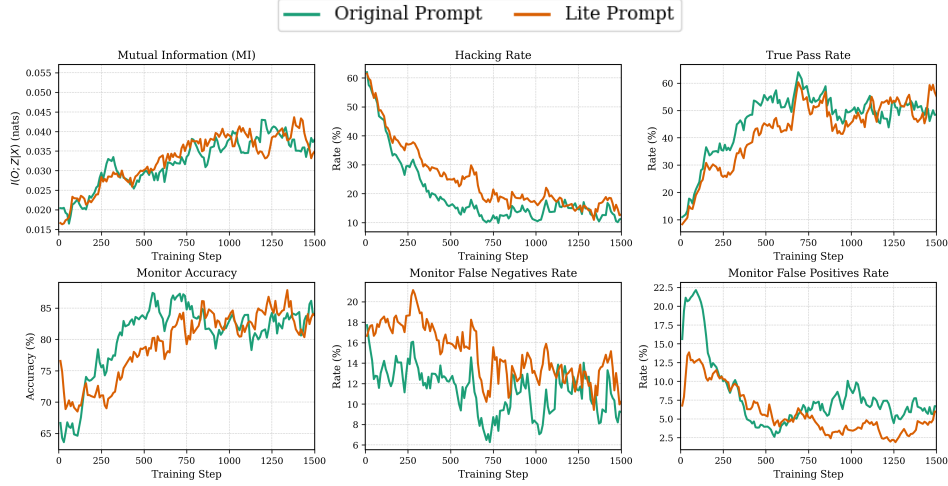 Original Prompt Lite Prompt
Mutual Information (MI)
I(O; Z|X) (nats)
0.055
0.050
0.045
0.040
0.035
0.030
0.025
0.020
0.015
0 250 500 750 1000 1250 1500
Training Step
Hacking Rate
Rate (%)
60
50
40
30
20
10
0 250 500 750 1000 1250 1500
Training Step
True Pass Rate
Rate (%)
60
50
40
30
20
10
0 250 500 750 1000 1250 1500
Training Step
Monitor Accuracy
Accuracy (%)
85
80
75
70
65
0 250 500 750 1000 1250 1500
Training Step
Monitor False Negatives Rate
Rate (%)
20
18
16
14
12
10
8
6
0 250 500 750 1000 1250 1500
Training Step
Monitor False Positives Rate
Rate (%)
22.5
20.0
17.5
15.0
12.5
10.0
7.5
5.0
2.5
0 250 500 750 1000 1250 1500
Training Step